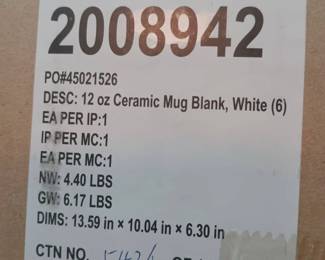 2008942
PO#45021526
DESC: 12 oz Ceramic Mug Blank, White (6)
EA PER IP:1
IP PER MC:1
EA PER MC:1
NW: 4.40 LBS
GW: 6.17 LBS
DIMS: 13.59 in × 10.04 in × 6.30 in
CTN NO.